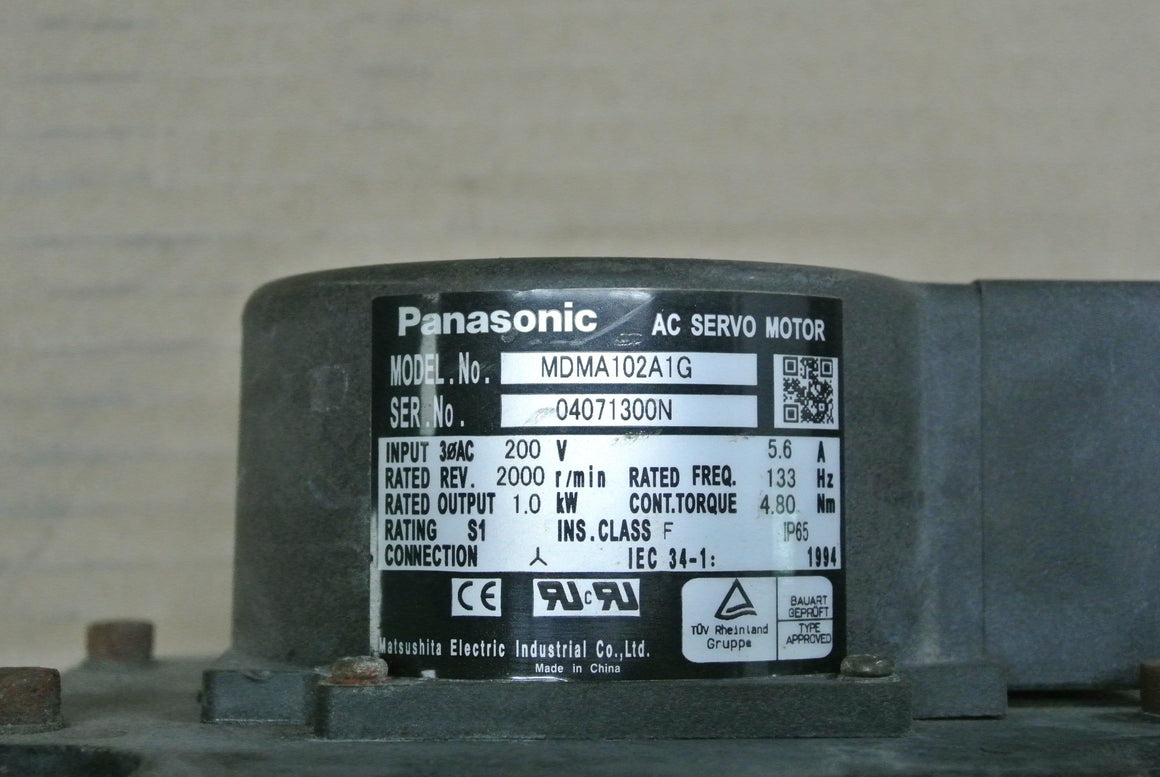 Panasonic AC SERVO MOTOR
MODEL.No. MDMA102A1G
SER.No. 04071300N
INPUT 3øAC 200 V 5.6 A
RATED REV. 2000 r/min RATED FREQ. 133 Hz
RATED OUTPUT 1.0 kW CONT.TORQUE 4.80 Nm
RATING S1 INS.CLASS F IP65
CONNECTION IEC 34-1: 1994
CE
RU c RU
TÜV Rheinland
Gruppe
BAUART
GEPRÜFT
TYPE
APPROVED
Matsushita Electric Industrial Co.,Ltd.
Made in China